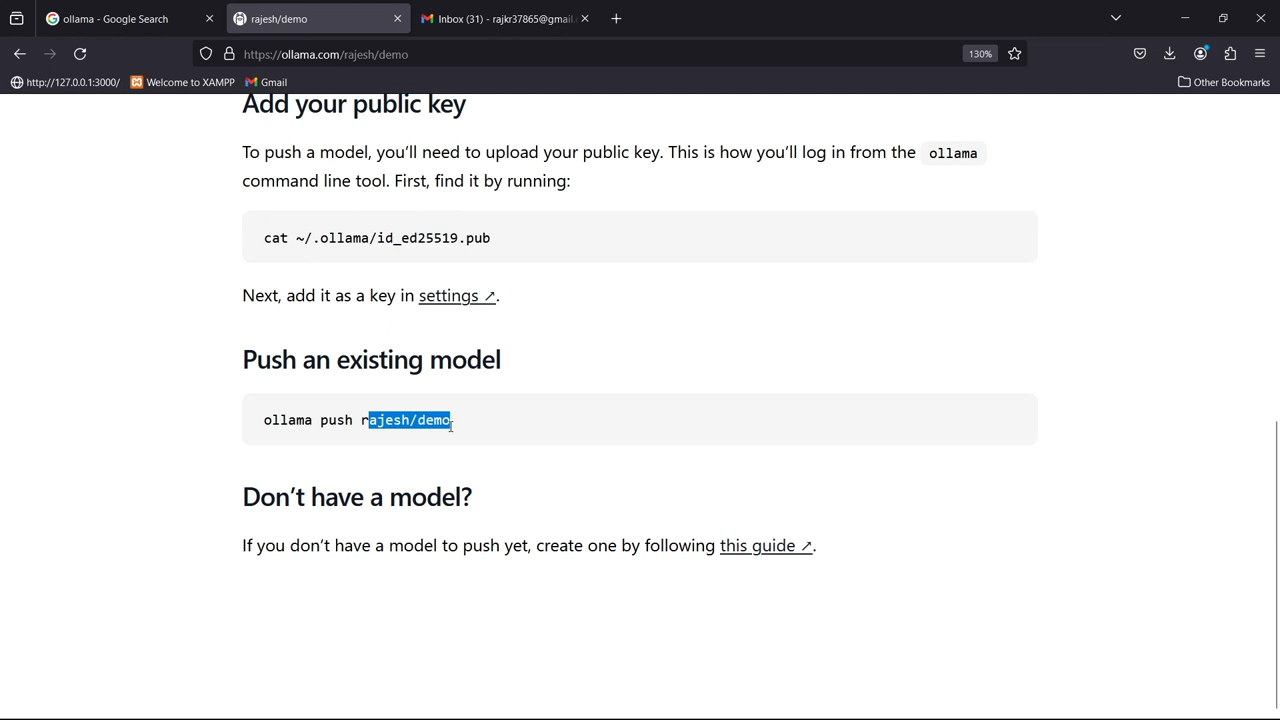 ollama - Google Search
rajesh/demo
Inbox (31) - rajkr37865@gmail.
https://ollama.com/rajesh/demo
130%
http://127.0.0.1:3000/
Welcome to XAMPP
Gmail
Other Bookmarks
Add your public key
To push a model, you'll need to upload your public key. This is how you'll log in from the ollama
command line tool. First, find it by running:
cat ~/.ollama/id_ed25519.pub
Next, add it as a key in settings ↗.
Push an existing model
ollama push rajesh/demo
Don't have a model?
If you don't have a model to push yet, create one by following this guide ↗.